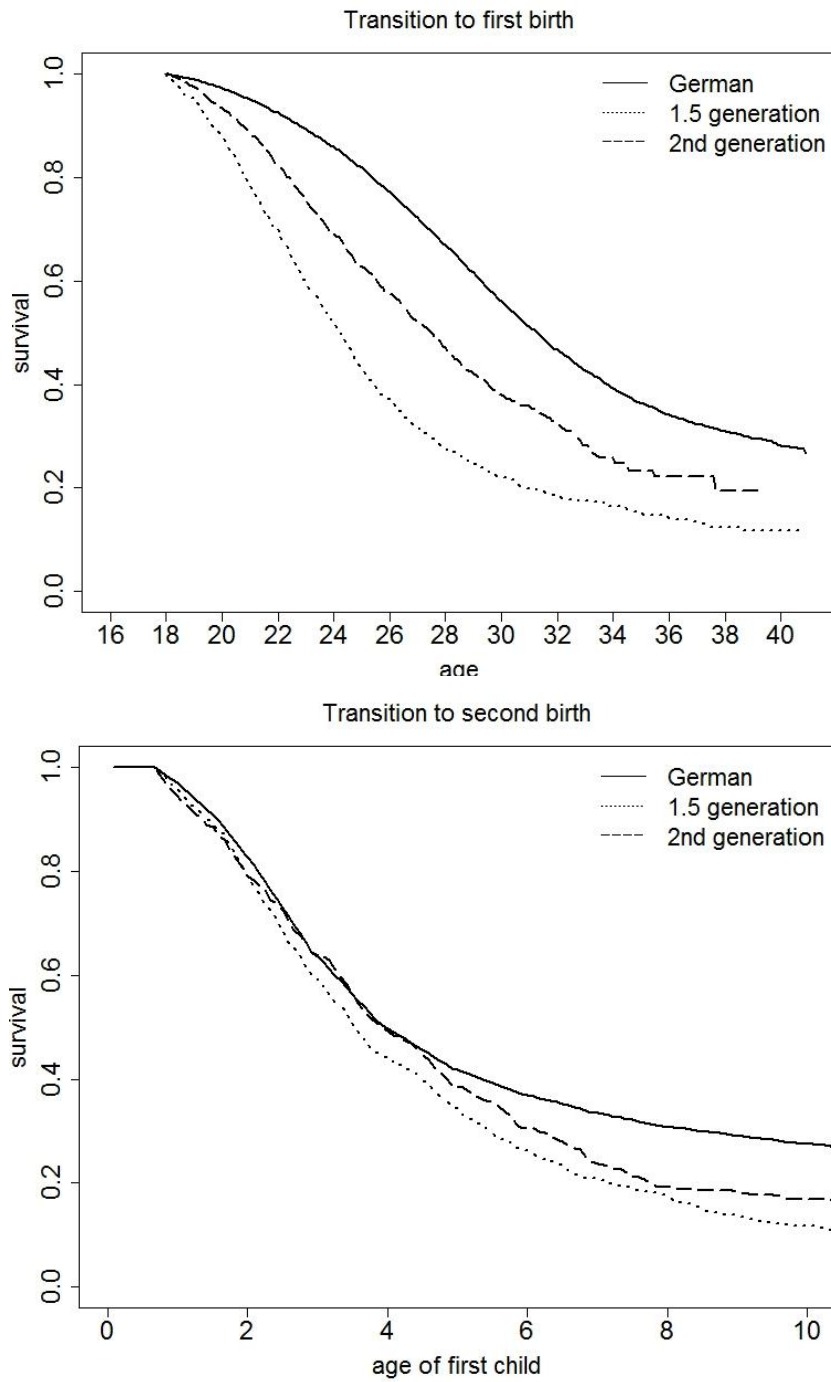 Transition to first birth
German
1.5 generation
2nd generation
survival
1.0
0.8
0.6
0.4
0.2
0.0
16 18 20 22 24 26 28 30 32 34 36 38 40
age
Transition to second birth
German
1.5 generation
2nd generation
survival
1.0
0.8
0.6
0.4
0.2
0.0
0 2 4 6 8 10
age of first child